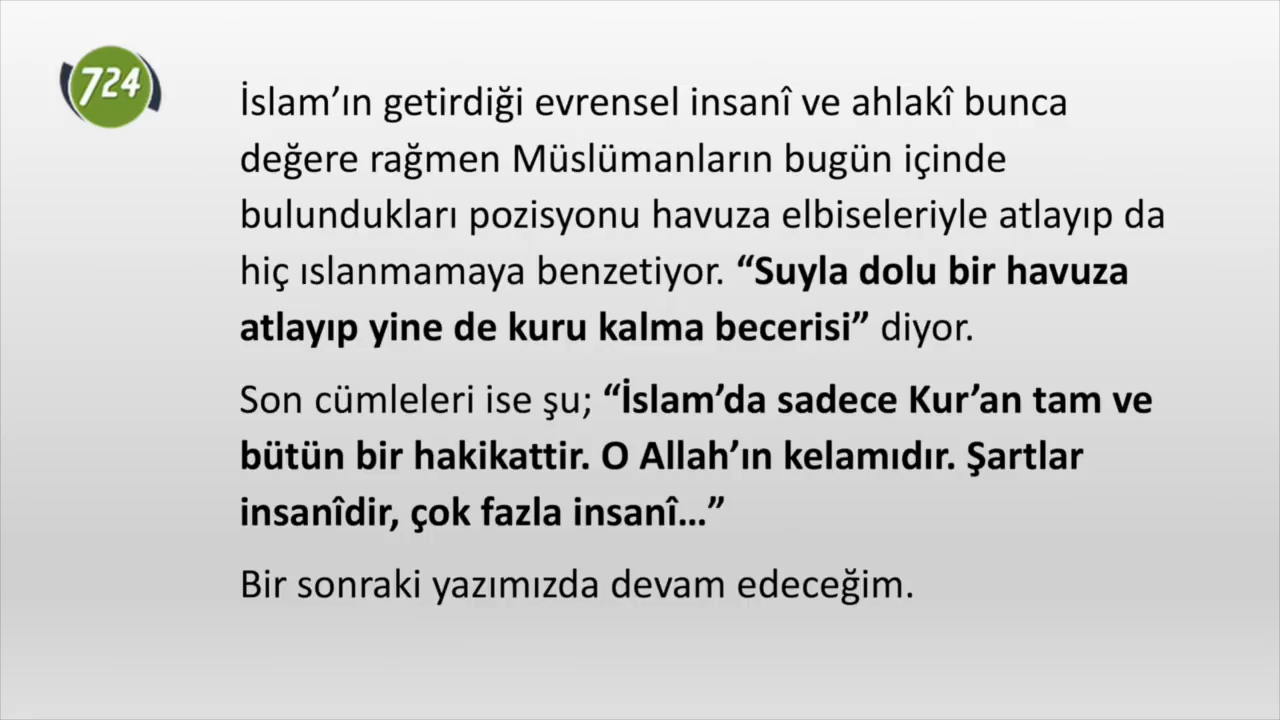 724
İslam’ın getirdiği evrensel insanî ve ahlakî bunca
değere rağmen Müslümanların bugün içinde
bulundukları pozisyonu havuza elbiseleriyle atlayıp da
hiç ıslanmamaya benzetiyor. “Suyla dolu bir havuza
atlayıp yine de kuru kalma becerisi” diyor.
Son cümleleri ise şu; “İslam’da sadece Kur’an tam ve
bütün bir hakikattir. O Allah’ın kelamıdır. Şartlar
insanîdir, çok fazla insanî…”
Bir sonraki yazımızda devam edeceğim.